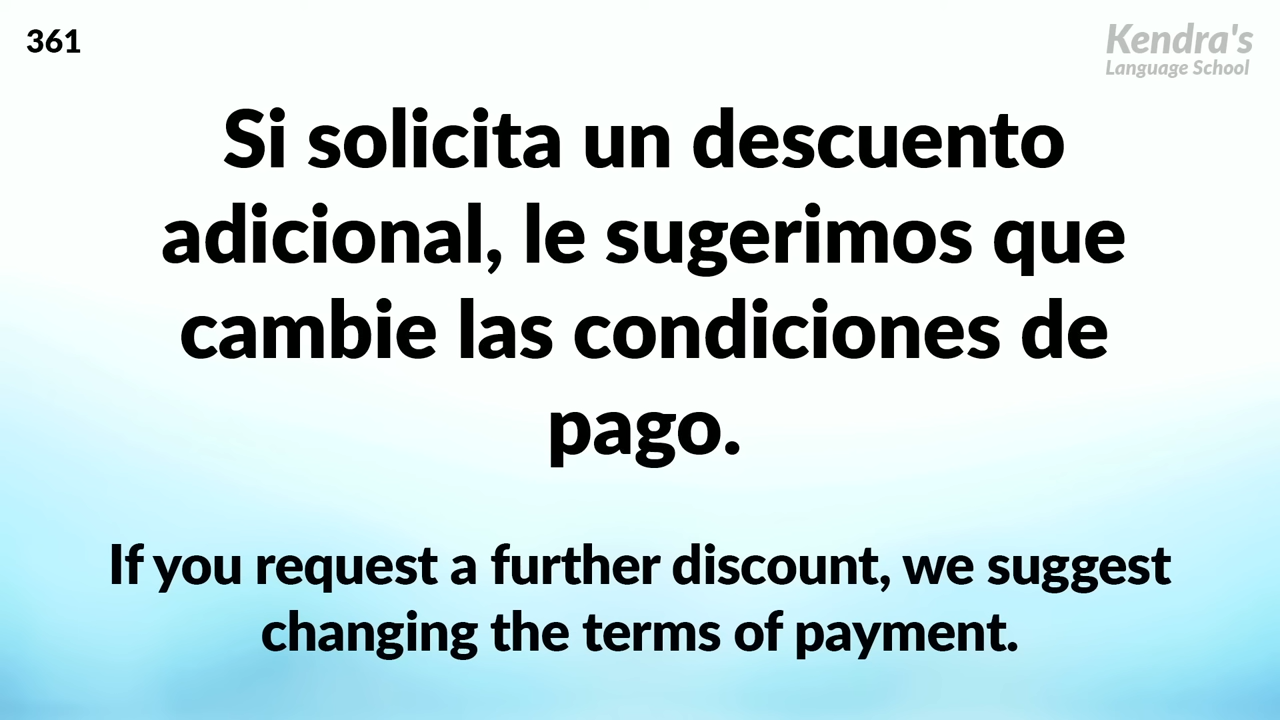 361
Kendra's
Language School
Si solicita un descuento
adicional, le sugerimos que
cambie las condiciones de
pago.
If you request a further discount, we suggest
changing the terms of payment.